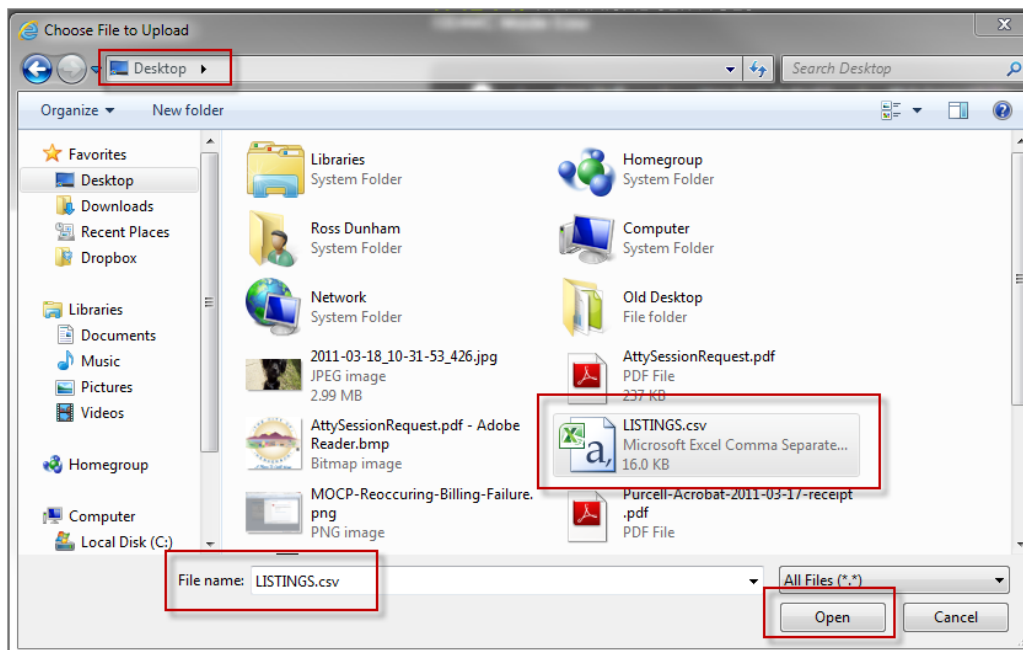 Choose File to Upload
Desktop
Search Desktop
Organize
New folder
Favorites
Desktop
Downloads
Recent Places
Dropbox
Libraries
Documents
Music
Pictures
Videos
Homegroup
Computer
Local Disk (C:)
Libraries
System Folder
Homegroup
System Folder
Ross Dunham
System Folder
Computer
System Folder
Network
System Folder
Old Desktop
File folder
2011-03-18_10-31-53_426.jpg
JPEG image
2.99 MB
AttySessionRequest.pdf
PDF File
237 KB
AttySessionRequest.pdf - Adobe
Reader.bmp
Bitmap image
LISTINGS.csv
Microsoft Excel Comma Separate...
16.0 KB
MOCP-Reoccuring-Billing-Failure.
png
PNG image
Purcell-Acrobat-2011-03-17-receipt
.pdf
PDF File
File name: LISTINGS.csv
All Files (*.*)
Open
Cancel